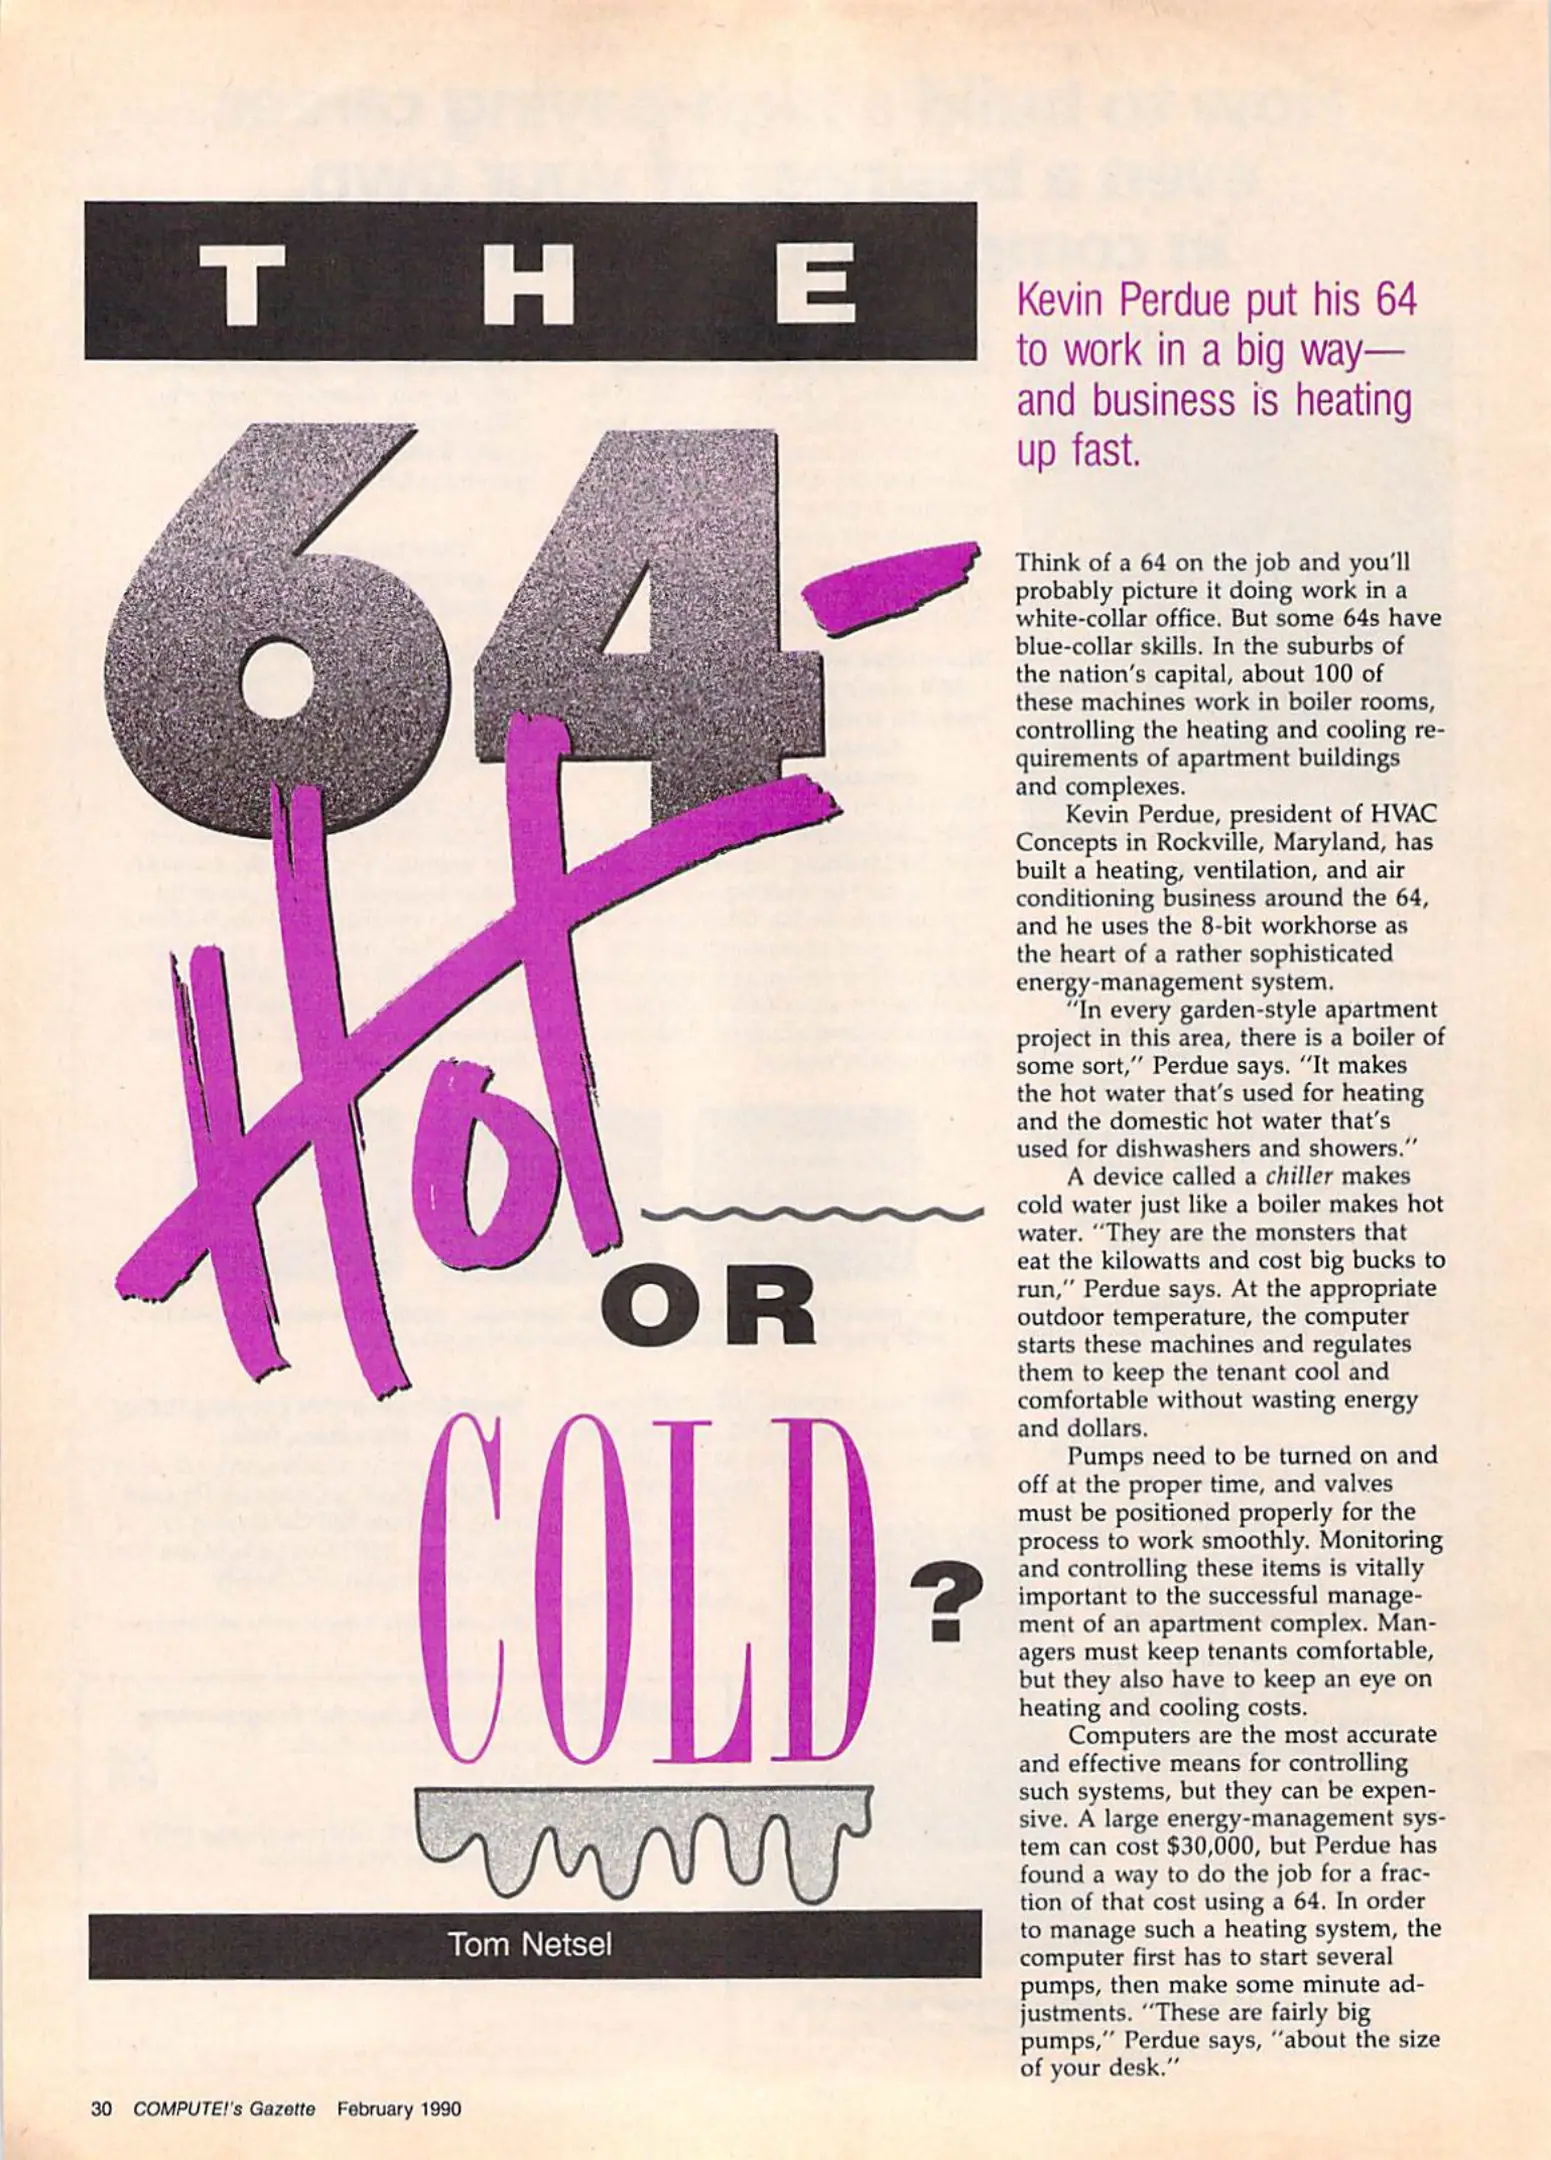 THE
64-
HOT
OR
COLD?
Tom Netsel
Kevin Perdue put his 64
to work in a big way—
and business is heating
up fast.
Think of a 64 on the job and you'll
probably picture it doing work in a
white-collar office. But some 64s have
blue-collar skills. In the suburbs of
the nation's capital, about 100 of
these machines work in boiler rooms,
controlling the heating and cooling re-
quirements of apartment buildings
and complexes.
Kevin Perdue, president of HVAC
Concepts in Rockville, Maryland, has
built a heating, ventilation, and air
conditioning business around the 64,
and he uses the 8-bit workhorse as
the heart of a rather sophisticated
energy-management system.
"In every garden-style apartment
project in this area, there is a boiler of
some sort," Perdue says. "It makes
the hot water that's used for heating
and the domestic hot water that's
used for dishwashers and showers."
A device called a chiller makes
cold water just like a boiler makes hot
water. "They are the monsters that
eat the kilowatts and cost big bucks to
run," Perdue says. At the appropriate
outdoor temperature, the computer
starts these machines and regulates
them to keep the tenant cool and
comfortable without wasting energy
and dollars.
Pumps need to be turned on and
off at the proper time, and valves
must be positioned properly for the
process to work smoothly. Monitoring
and controlling these items is vitally
important to the successful manage-
ment of an apartment complex. Man-
agers must keep tenants comfortable,
but they also have to keep an eye on
heating and cooling costs.
Computers are the most accurate
and effective means for controlling
such systems, but they can be expen-
sive. A large energy-management sys-
tem can cost $30,000, but Perdue has
found a way to do the job for a frac-
tion of that cost using a 64. In order
to manage such a heating system, the
computer first has to start several
pumps, then make some minute ad-
justments. "These are fairly big
pumps," Perdue says, "about the size
of your desk."
30 COMPUTE!'s Gazette February 1990